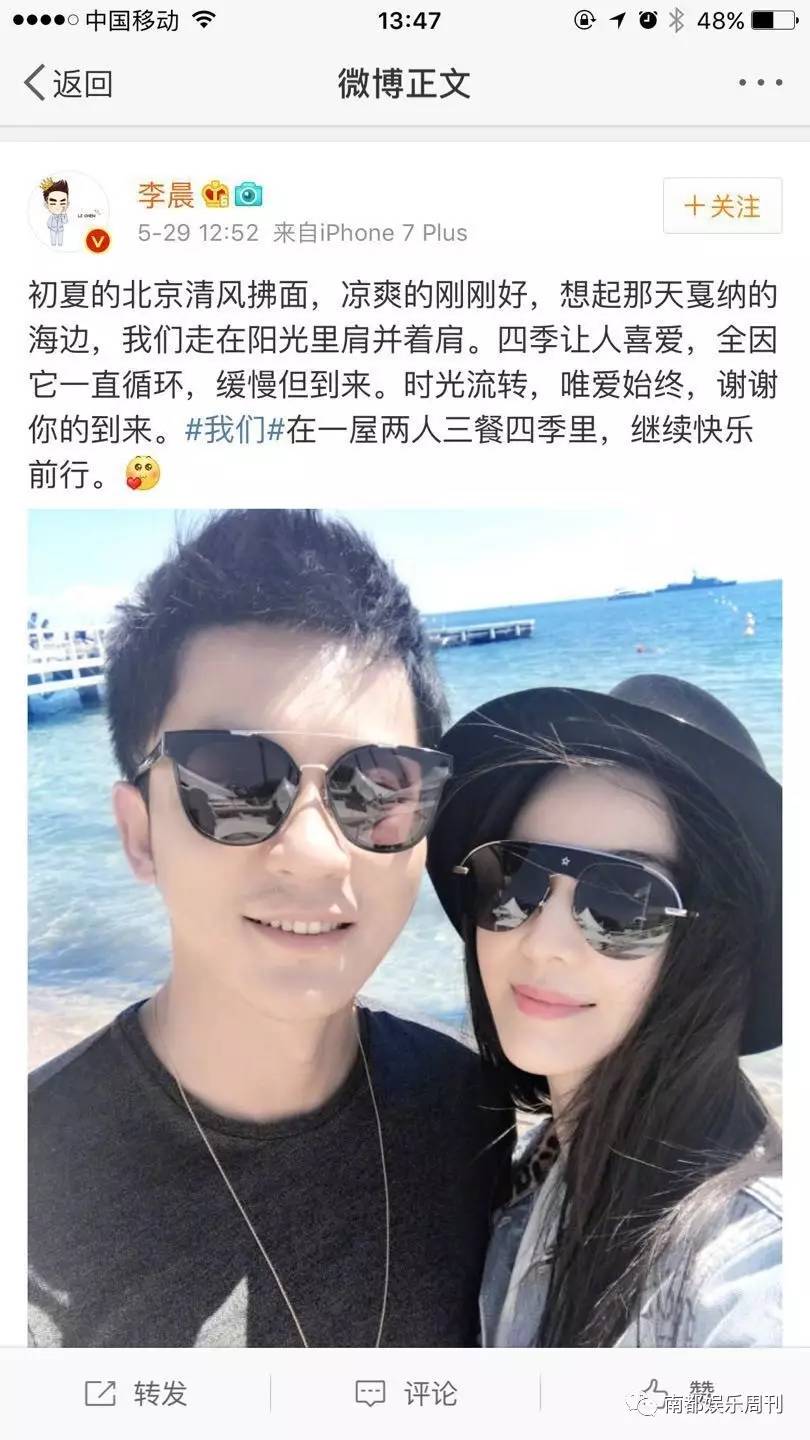 中国移动 13:47 48%
返回 微博正文
李晨
+关注
5-29 12:52 来自iPhone 7 Plus
初夏的北京清风拂面，凉爽的刚刚好，想起那天戛纳的
海边，我们走在阳光里肩并着肩。四季让人喜爱，全因
它一直循环，缓慢但到来。时光流转，唯爱始终，谢谢
你的到来。#我们#在一屋两人三餐四季里，继续快乐
前行。
转发 评论 赞
南都娱乐周刊